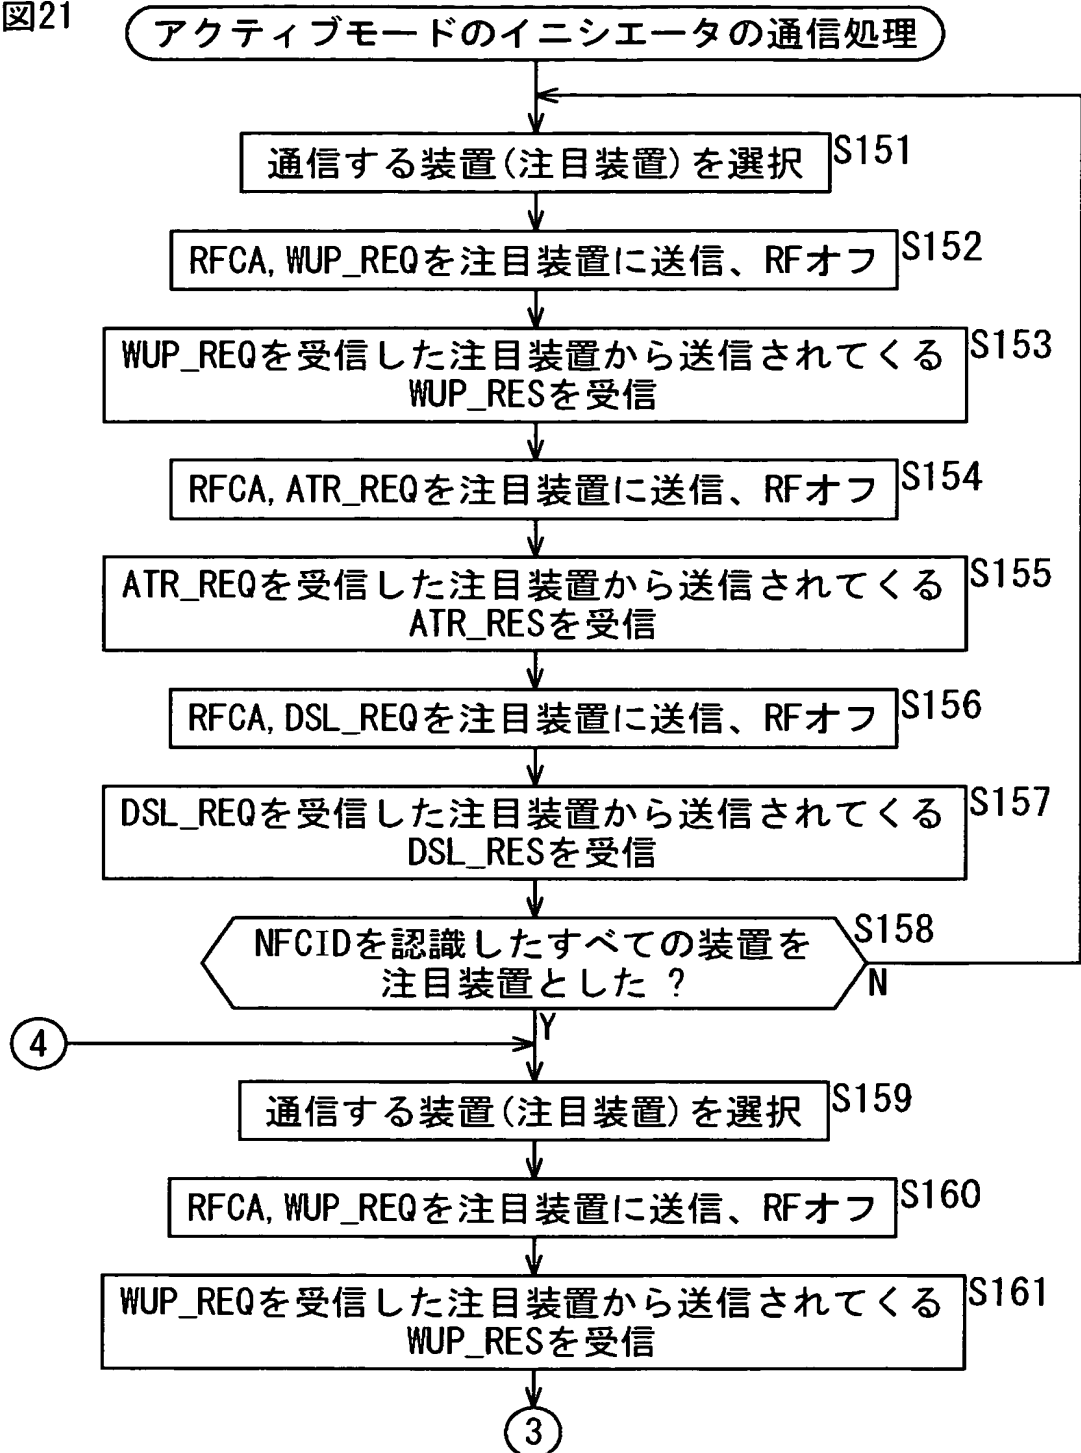 図21
アクティブモードのイニシエータの通信処理
通信する装置(注目装置)を選択
S151
RFCA,WUP_REQを注目装置に送信、RFオフ
S152
WUP_REQを受信した注目装置から送信されてくる
WUP_RESを受信
S153
RFCA,ATR_REQを注目装置に送信、RFオフ
S154
ATR_REQを受信した注目装置から送信されてくる
ATR_RESを受信
S155
RFCA,DSL_REQを注目装置に送信、RFオフ
S156
DSL_REQを受信した注目装置から送信されてくる
DSL_RESを受信
S157
NFCIDを認識したすべての装置を
注目装置とした ?
S158
N
Y
4
通信する装置(注目装置)を選択
S159
RFCA,WUP_REQを注目装置に送信、RFオフ
S160
WUP_REQを受信した注目装置から送信されてくる
WUP_RESを受信
S161
3